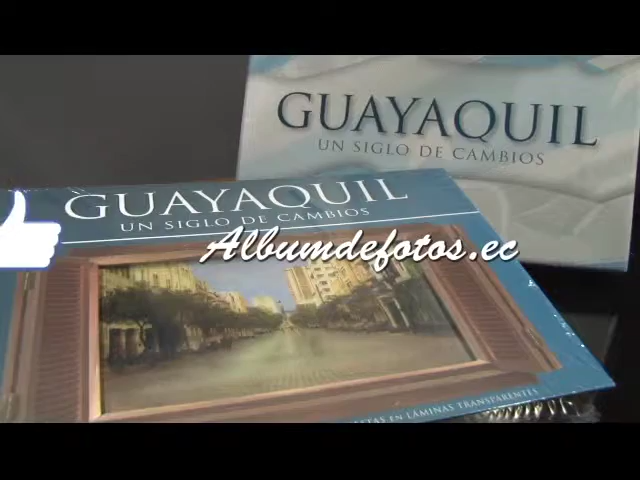 GUAYAQUIL
UN SIGLO DE CAMBIOS
GUAYAQUIL
UN SIGLO DE CAMBIOS
Albumdefotos.ec
EN LÁMINAS TRANSPARENTES